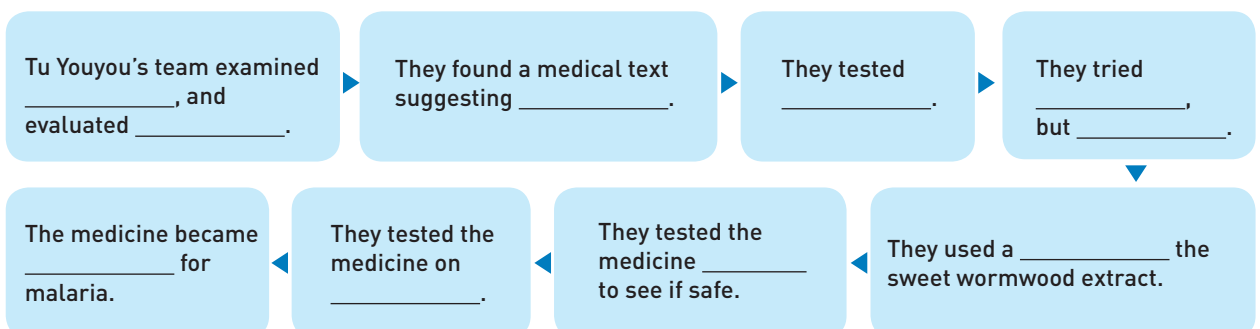 Tu Youyou's team examined
____________, and
evaluated ____________.
They found a medical text
suggesting ____________.
They tested
____________.
They tried
____________,
but ____________.
They used a ____________ the
sweet wormwood extract.
They tested the
medicine ________
to see if safe.
They tested the
medicine on
____________.
The medicine became
____________ for
malaria.